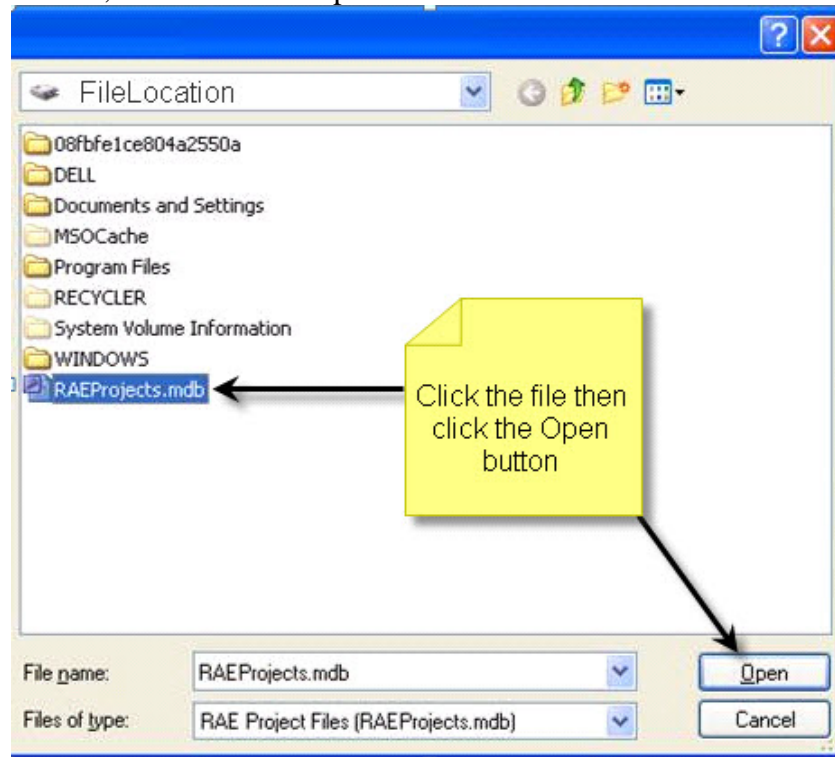 FileLocation
08fbfe1ce804a2550a
DELL
Documents and Settings
MSOCache
Program Files
RECYCLER
System Volume Information
WINDOWS
RAEProjects.mdb
Click the file then
click the Open
button
File name: RAEProjects.mdb Open
Files of type: RAE Project Files (RAEProjects.mdb) Cancel